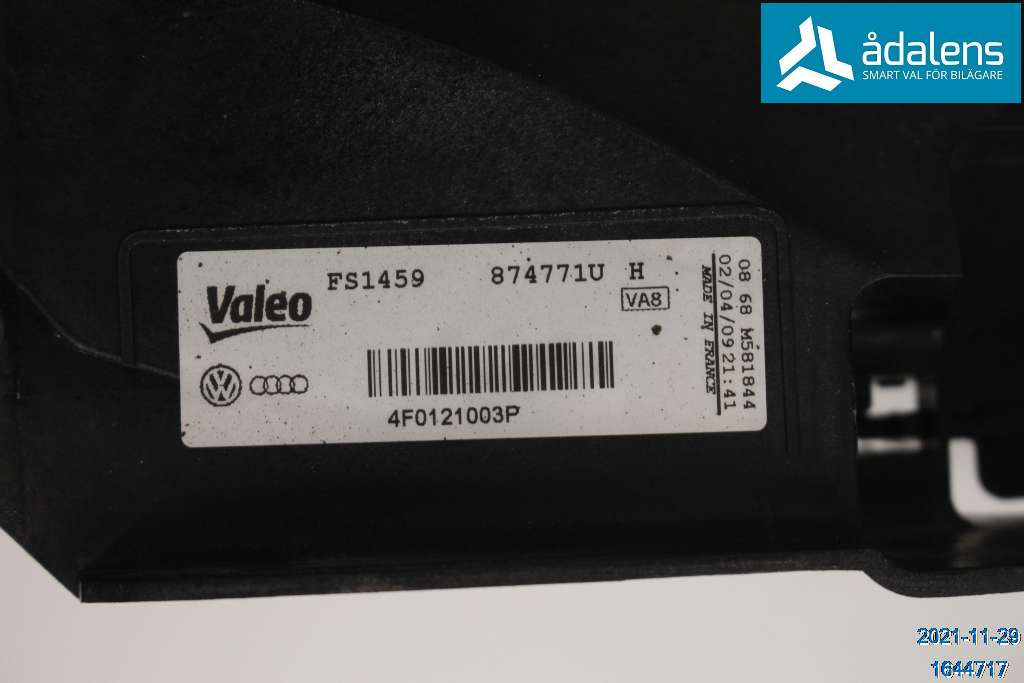 ådalens
SMART VAL FÖR BILÄGARE
Valeo
FS1459 874771U H
VA8
4F0121003P
08 68 M581844
02/04/09 21:41
MADE IN FRANCE
2021-11-29
1644717